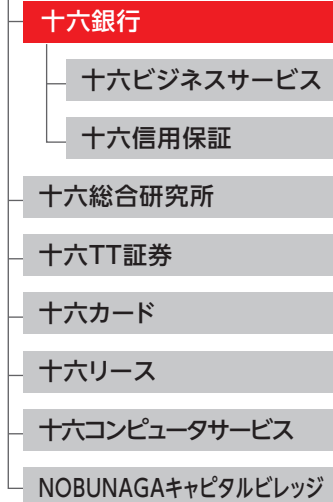 十六銀行
十六ビジネスサービス
十六信用保証
十六総合研究所
十六TT証券
十六カード
十六リース
十六コンピュータサービス
NOBUNAGAキャピタルビレッジ